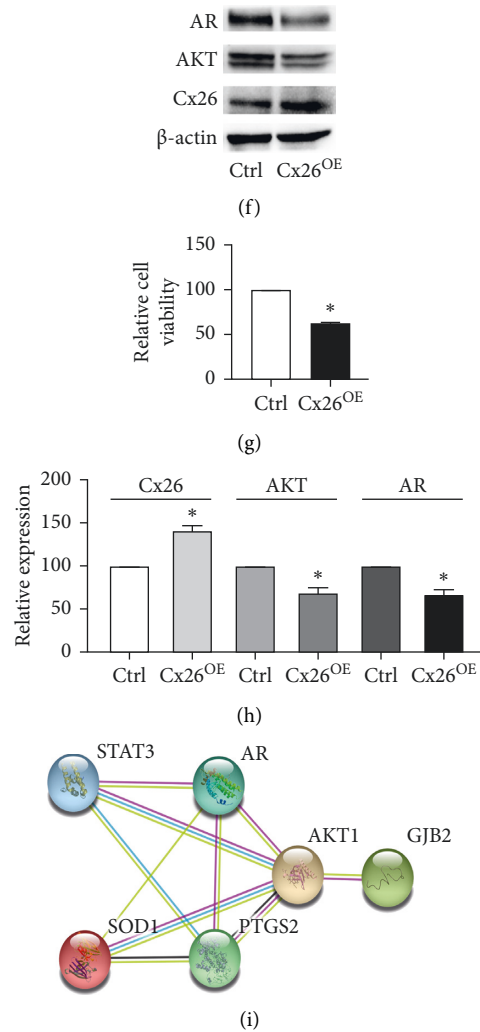 AR
AKT
Cx26
β-actin
Ctrl Cx26OE
(f)
Relative cell
viability
150
100
50
0
*
Ctrl Cx26OE
(g)
Relative expression
200
150
100
50
0
Cx26 AKT AR
* * *
Ctrl Cx26OE Ctrl Cx26OE Ctrl Cx26OE
(h)
STAT3 AR
AKT1 GJB2
SOD1 PTGS2
(i)